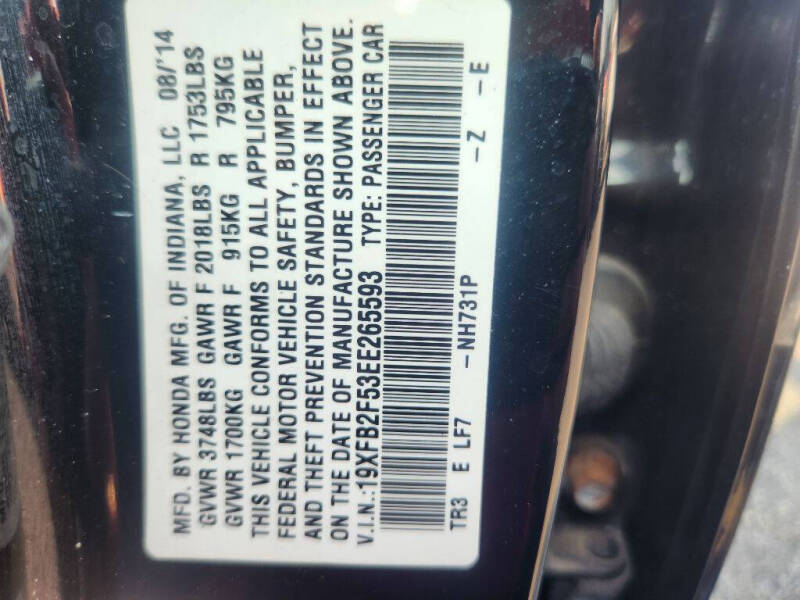 MFD. BY HONDA MFG. OF INDIANA, LLC 08/'14
GVWR 3748LBS GAWR F 2018LBS R 1753LBS
GVWR 1700KG GAWR F 915KG R 795KG
THIS VEHICLE CONFORMS TO ALL APPLICABLE
FEDERAL MOTOR VEHICLE SAFETY, BUMPER,
AND THEFT PREVENTION STANDARDS IN EFFECT
ON THE DATE OF MANUFACTURE SHOWN ABOVE.
V.I.N.:19XFB2F53EE265593 TYPE: PASSENGER CAR
TR3 E LF7 -NH731P -Z -E